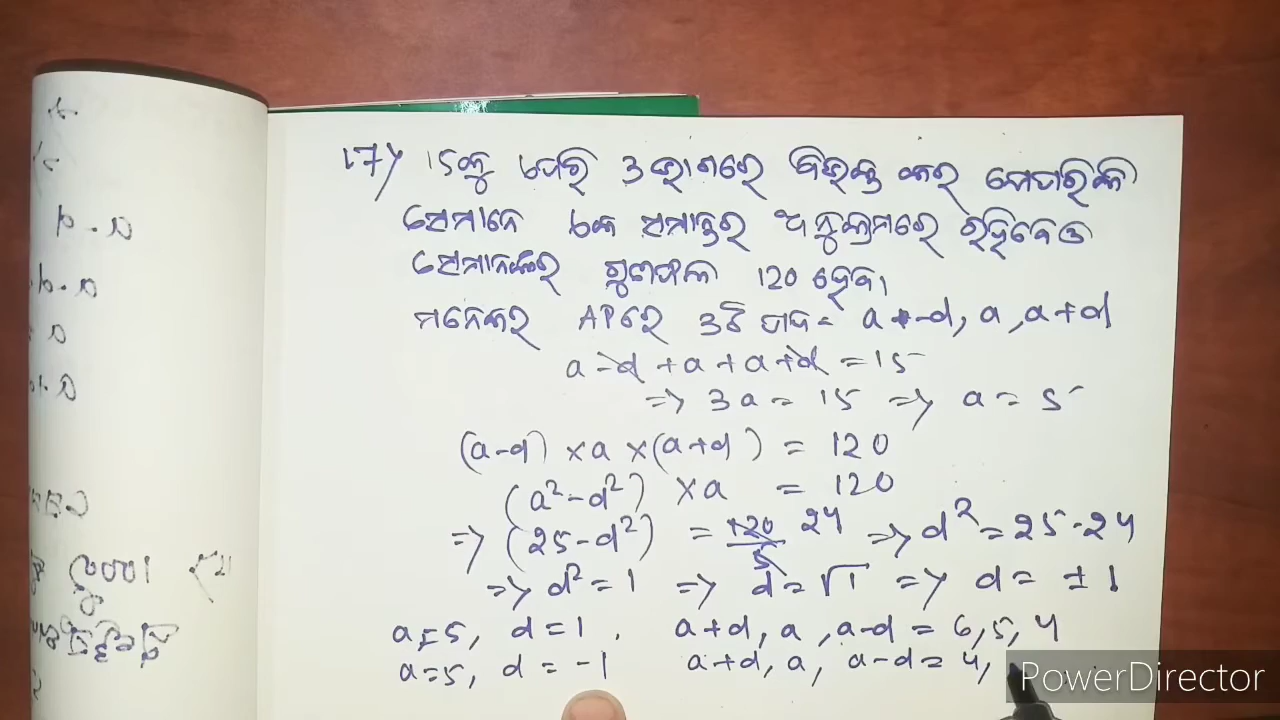 17) 15କୁ ଏପରି 3 ଭାଗରେ ବିଭକ୍ତ କର ଯେପରିକି
ସେମାନେ ଏକ ସମାନ୍ତର ଅନୁକ୍ରମରେ ରହିବେ ଓ
ସେମାନଙ୍କର ଗୁଣଫଳ 120 ହେବ।
ମନେକର APରେ 3ଟି ପଦ = a-d, a, a+d
a-d + a + a+d = 15
=> 3a = 15 => a = 5
(a-d) × a × (a+d) = 120
(a²-d²) × a = 120
=> (25-d²) = 120/5 24 => d² = 25-24
=> d² = 1 => d = √1 => d = ±1
a=5, d=1. a+d, a, a-d = 6, 5, 4
a=5, d=-1 a+d, a, a-d = 4,
PowerDirector